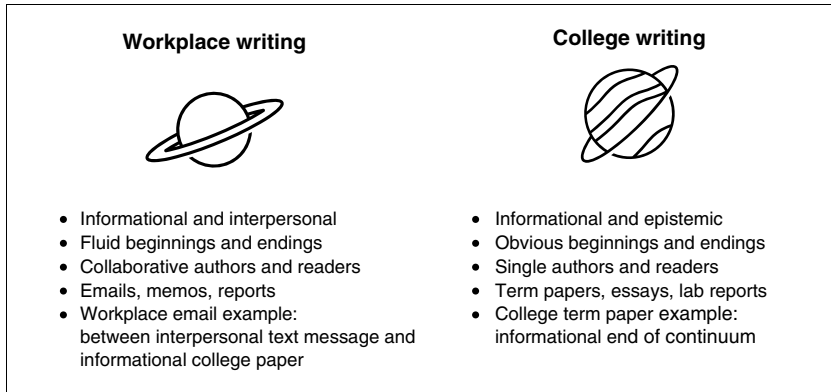 Workplace writing
• Informational and interpersonal
• Fluid beginnings and endings
• Collaborative authors and readers
• Emails, memos, reports
• Workplace email example:
between interpersonal text message and
informational college paper
College writing
• Informational and epistemic
• Obvious beginnings and endings
• Single authors and readers
• Term papers, essays, lab reports
• College term paper example:
informational end of continuum